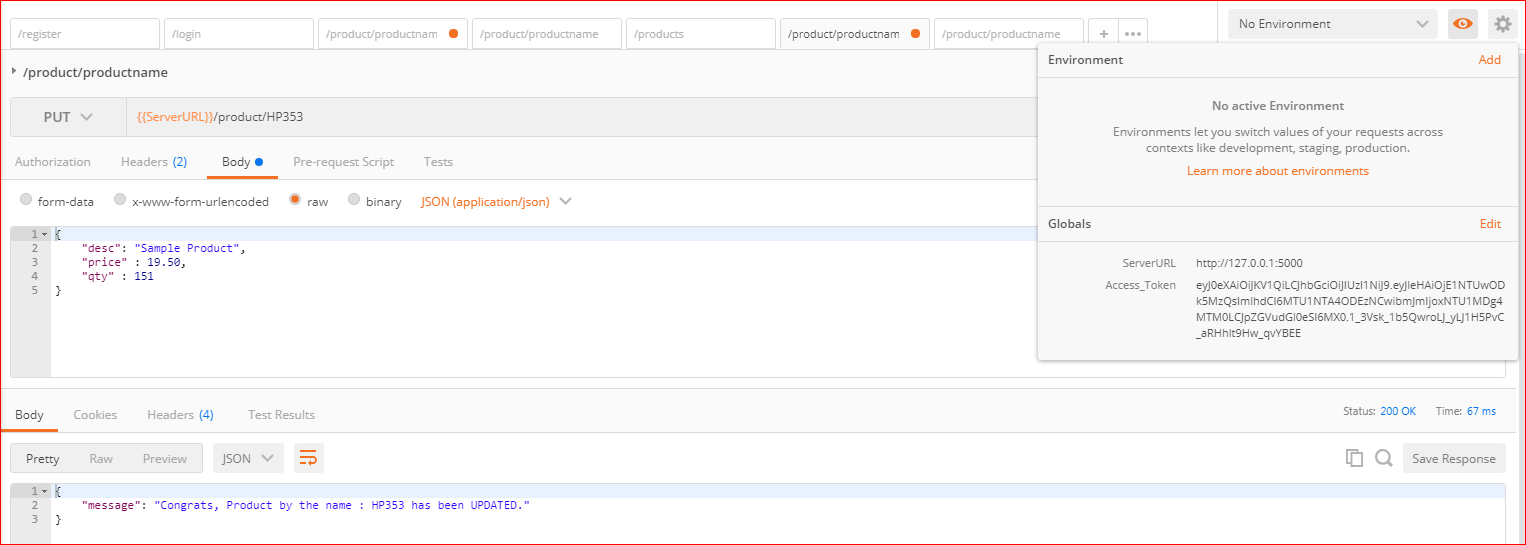 /register
/login
/product/productnam
/product/productname
/products
/product/productnam
/product/productname
+
No Environment
/product/productname
PUT
{{ServerURL}}/product/HP353
Authorization
Headers (2)
Body
Pre-request Script
Tests
form-data
x-www-form-urlencoded
raw
binary
JSON (application/json)
1 {
2 "desc": "Sample Product",
3 "price" : 19.50,
4 "qty" : 151
5 }
Environment
Add
No active Environment
Environments let you switch values of your requests across
contexts like development, staging, production.
Learn more about environments
Globals
Edit
ServerURL
http://127.0.0.1:5000
Access_Token
eyJ0eXAiOiJKV1QiLCJhbGciOiJIUzI1NiJ9.eyJleHAiOjE1NTUwOD
k5MzQsImlhdCI6MTU1NTA4ODEzNCwibmJmIjoxNTU1MDg4
MTM0LCJpZGVudGl0eSI6MX0.1_3Vsk_1b5QwroLJ_yLJ1H5PvC
_aRHhIt9Hw_qvYBEE
Body
Cookies
Headers (4)
Test Results
Status: 200 OK
Time: 67 ms
Pretty
Raw
Preview
JSON
Save Response
1 {
2 "message": "Congrats, Product by the name : HP353 has been UPDATED."
3 }